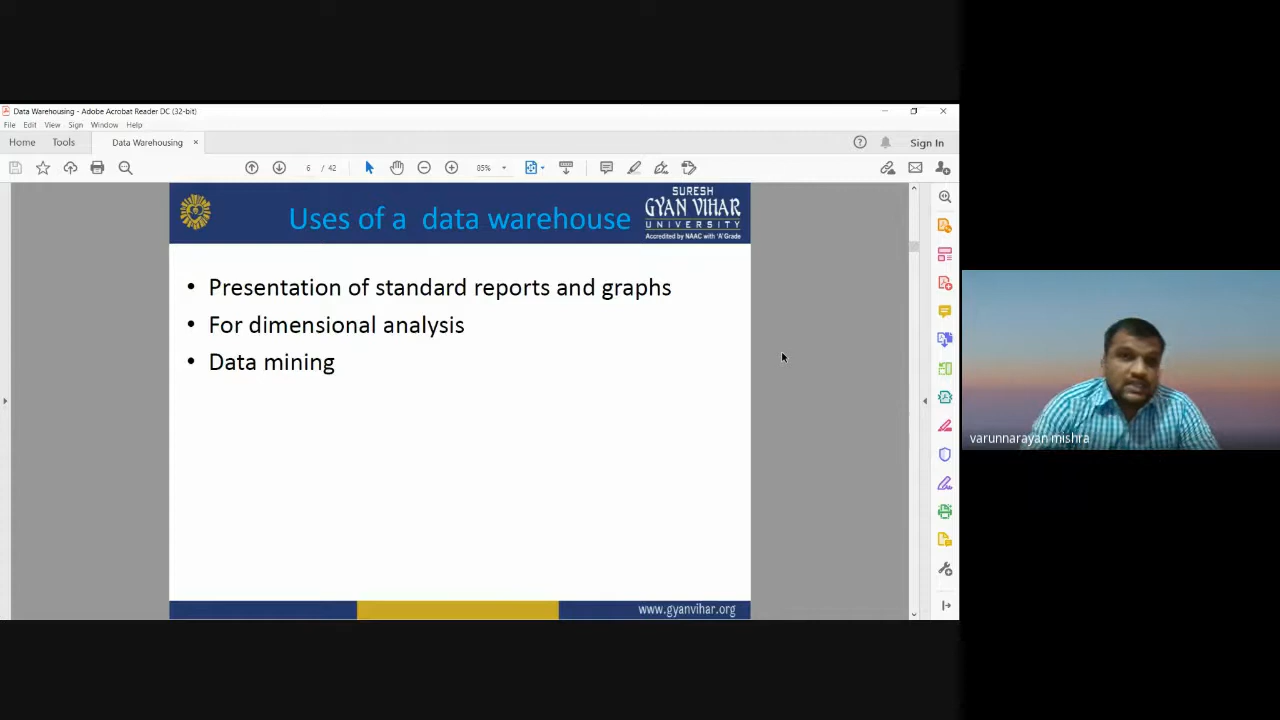 Data Warehousing - Adobe Acrobat Reader DC (32-bit)
File Edit View Sign Window Help
Home Tools Data Warehousing × Sign In
6 / 42 85%
Uses of a data warehouse
SURESH
GYAN VIHAR
UNIVERSITY
Accredited by NAAC with 'A' Grade
• Presentation of standard reports and graphs
• For dimensional analysis
• Data mining
varunnarayan mishra
www.gyanvihar.org